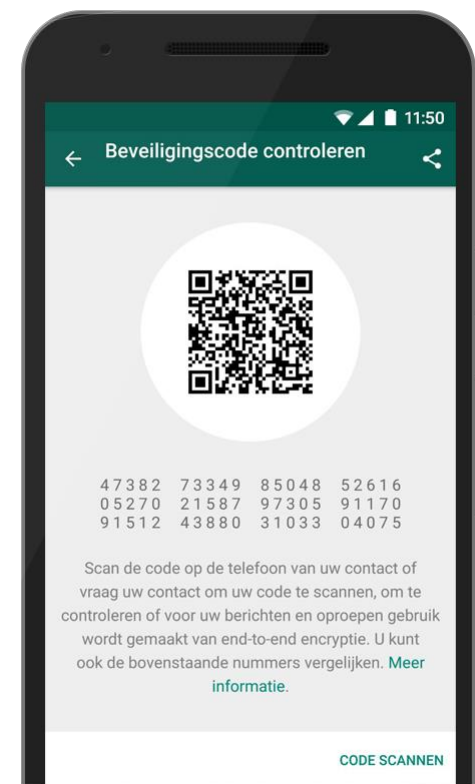 11:50
Beveiligingscode controleren
47382 73349 85048 52616
05270 21587 97305 91170
91512 43880 31033 04075
Scan de code op de telefoon van uw contact of
vraag uw contact om uw code te scannen, om te
controleren of voor uw berichten en oproepen gebruik
wordt gemaakt van end-to-end encryptie. U kunt
ook de bovenstaande nummers vergelijken. Meer
informatie.
CODE SCANNEN